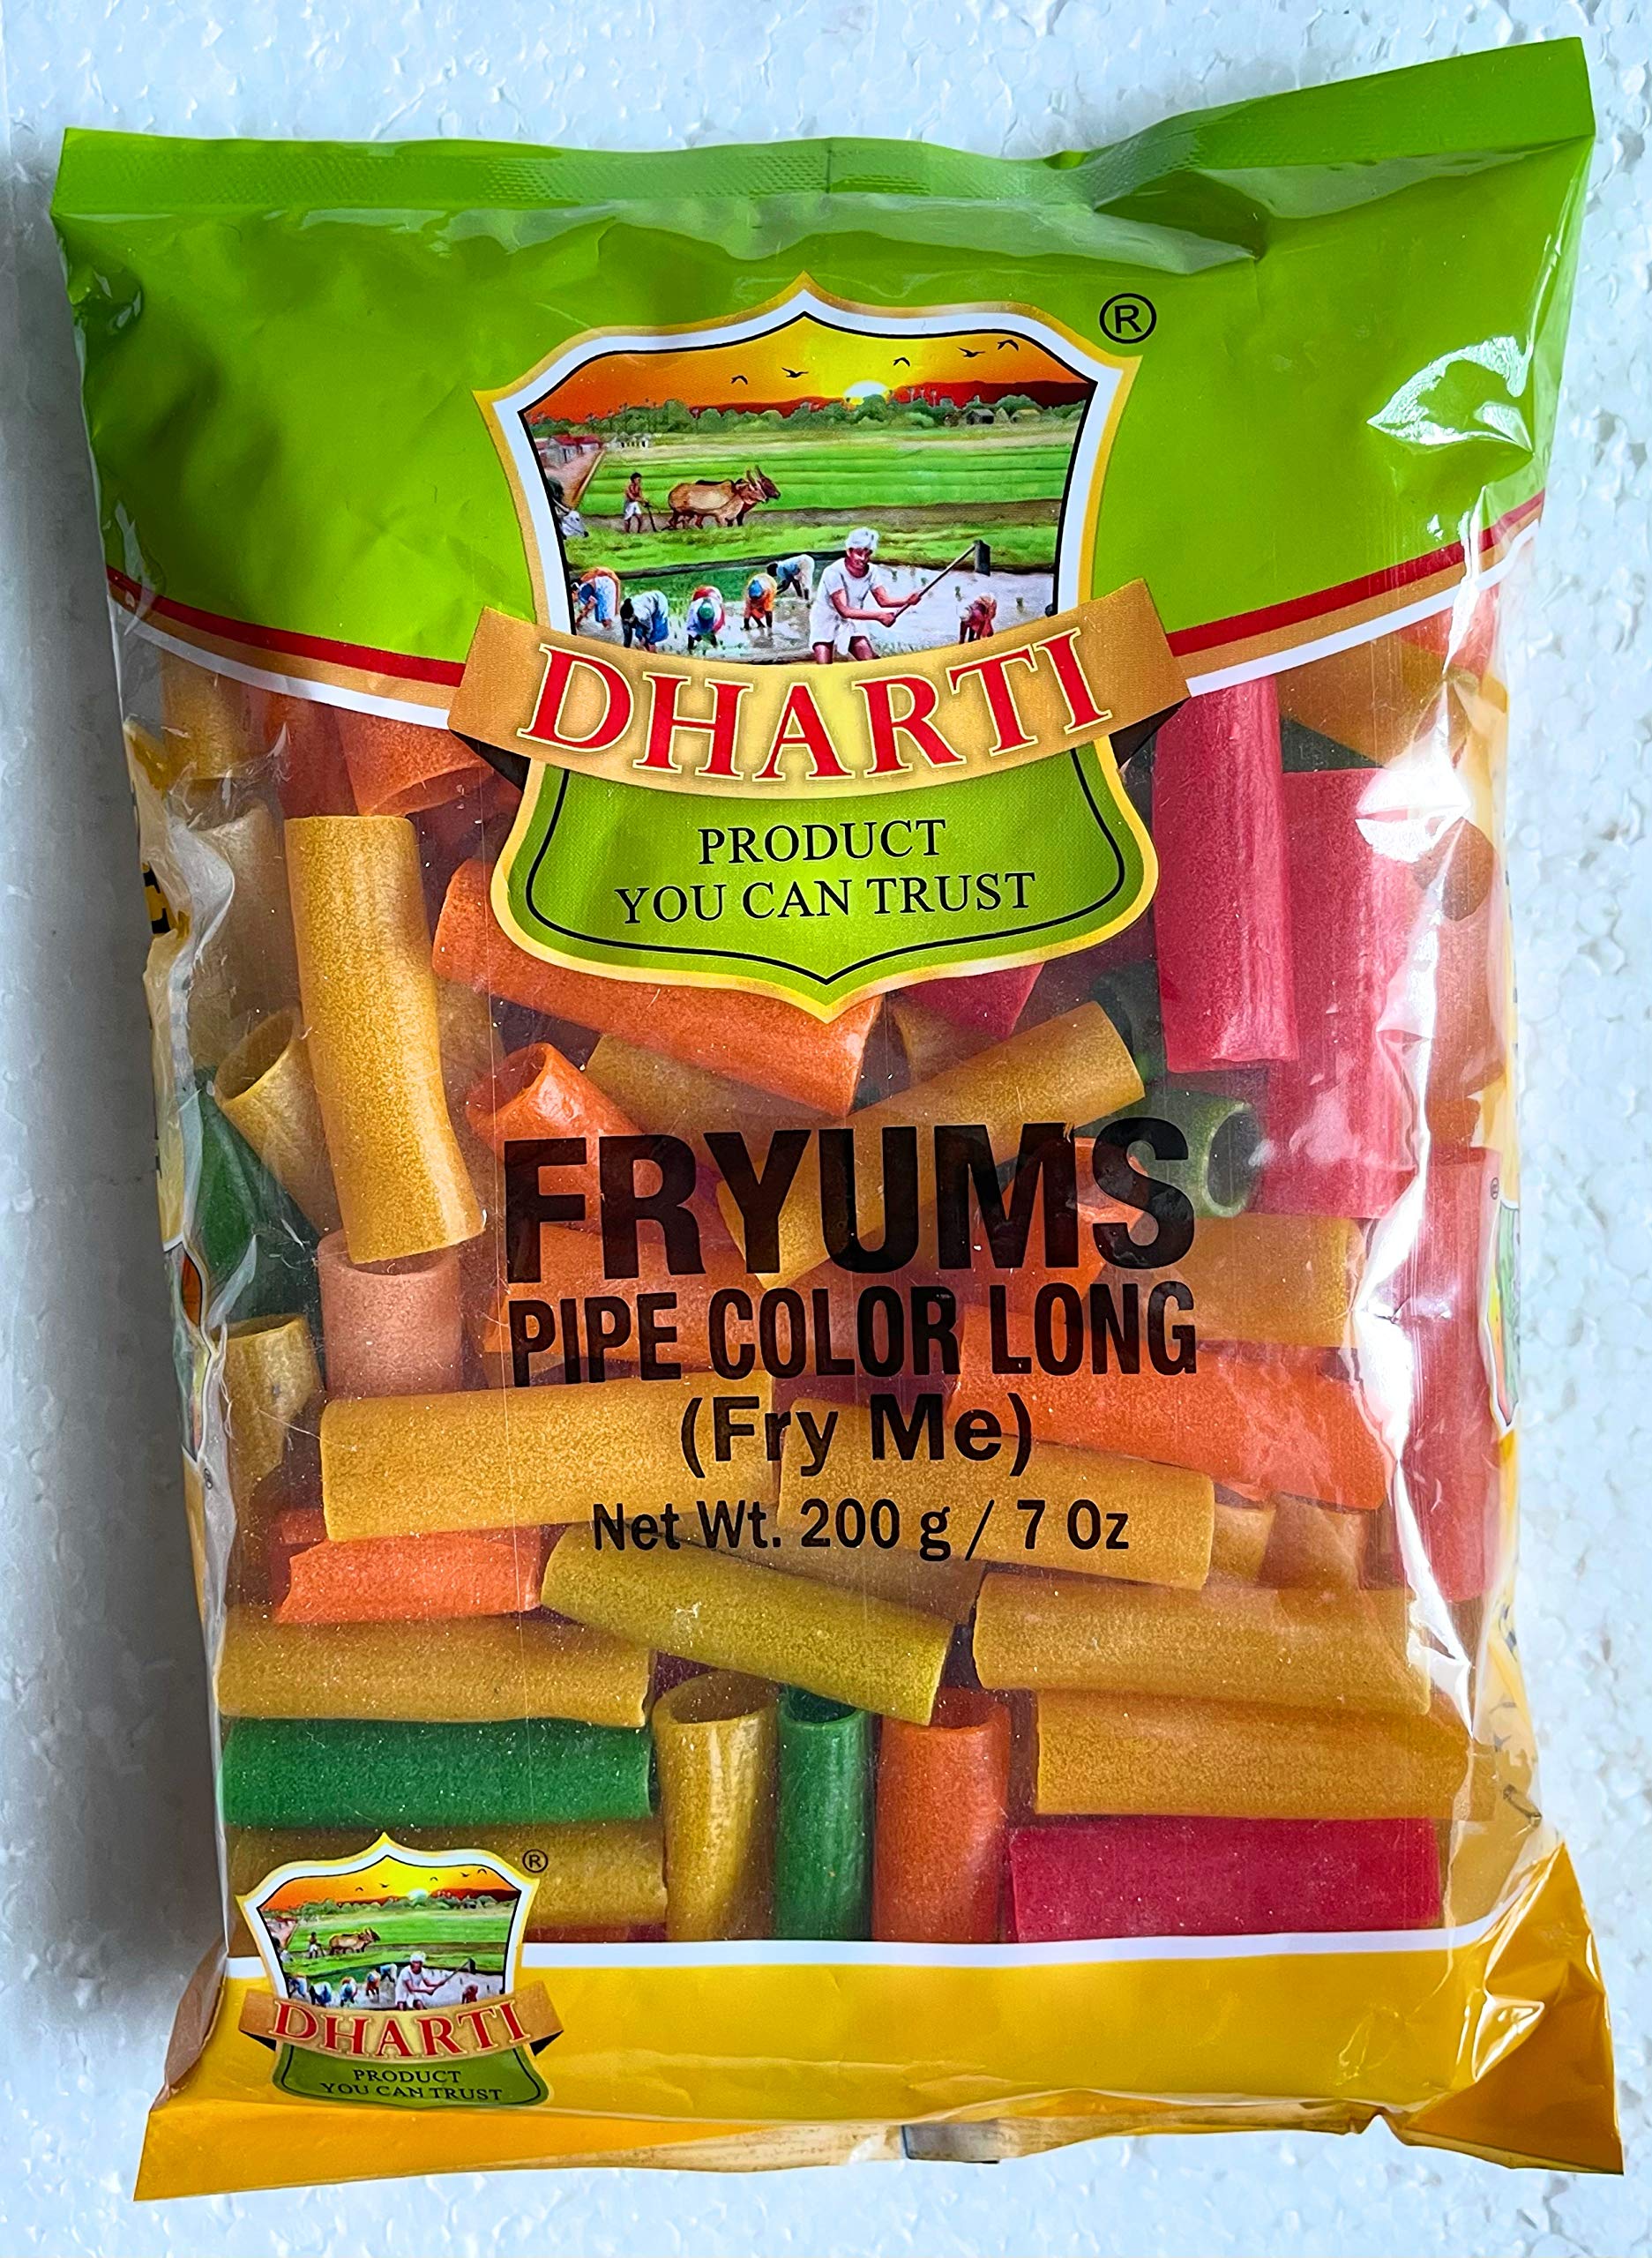 ®
DHARTI
PRODUCT
YOU CAN TRUST
FRYUMS
PIPE COLOR LONG
(Fry Me)
Net Wt. 200 g / 7 Oz
®
DHARTI
PRODUCT
YOU CAN TRUST